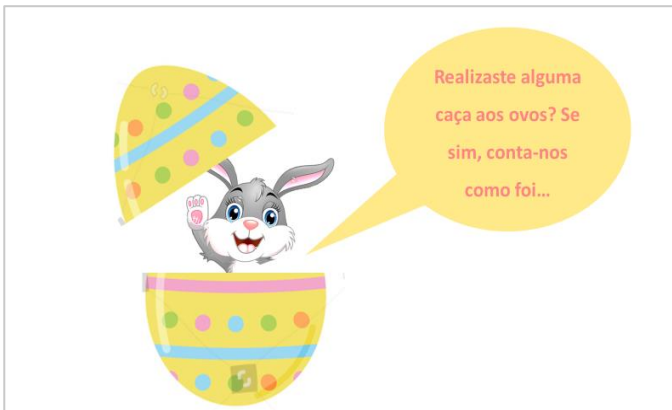 Realizaste alguma
caça aos ovos? Se
sim, conta-nos
como foi...